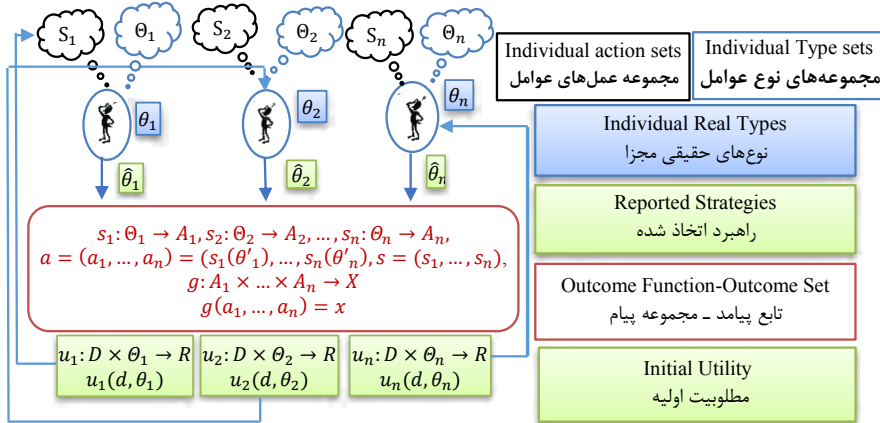 S₁
Θ₁
S₂
Θ₂
Sₙ
Θₙ
θ₁
θ₂
θₙ
θ̂₁
θ̂₂
θ̂ₙ
s₁: Θ₁ → A₁, s₂: Θ₂ → A₂, …, sₙ: Θₙ → Aₙ,
a = (a₁, …, aₙ) = (s₁(θ′₁), …, sₙ(θ′ₙ), s = (s₁, …, sₙ),
g: A₁ × … × Aₙ → X
g(a₁, …, aₙ) = x
u₁: D × Θ₁ → R
u₁(d, θ₁)
u₂: D × Θ₂ → R
u₂(d, θ₂)
uₙ: D × Θₙ → R
uₙ(d, θₙ)
Individual action sets
مجموعه عمل‌های عوامل
Individual Type sets
مجموعه‌های نوع عوامل
Individual Real Types
نوع‌های حقیقی مجزا
Reported Strategies
راهبرد اتخاذ شده
Outcome Function-Outcome Set
تابع پیامد ـ مجموعه پیام
Initial Utility
مطلوبیت اولیه